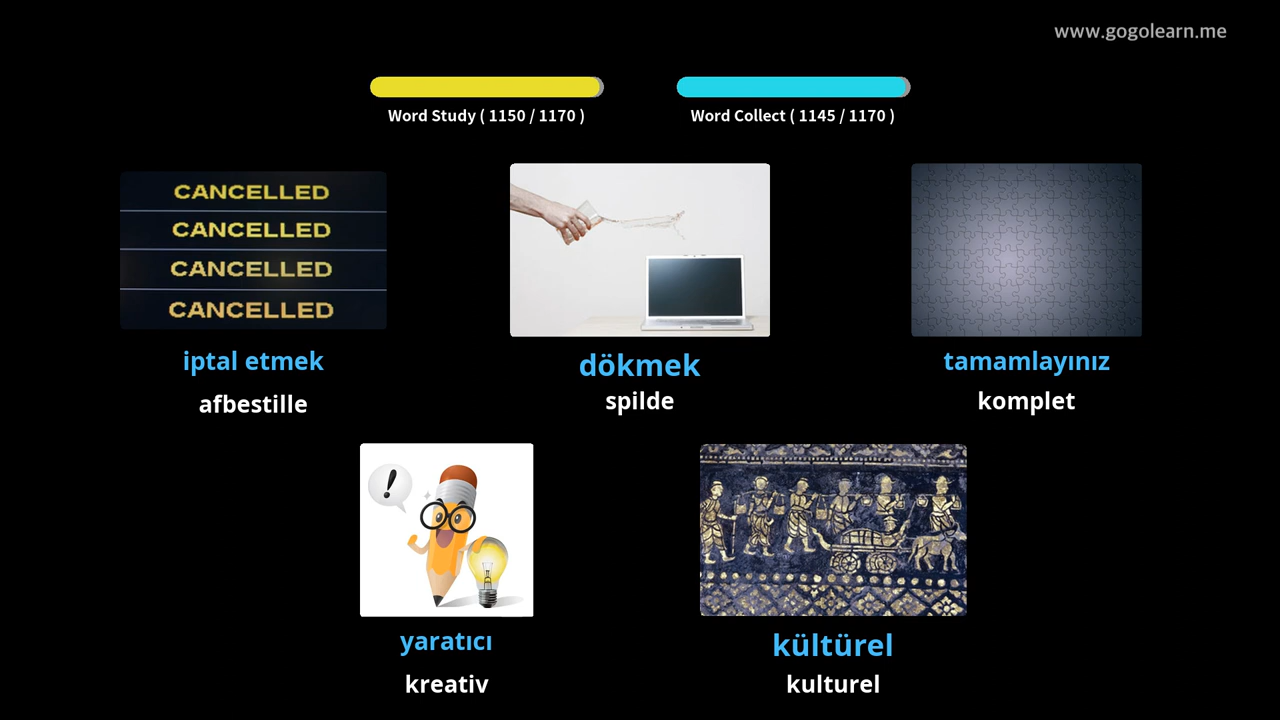 www.gogolearn.me
Word Study ( 1150 / 1170 )
Word Collect ( 1145 / 1170 )
CANCELLED
CANCELLED
CANCELLED
CANCELLED
iptal etmek
afbestille
dökmek
spilde
tamamlayınız
komplet
!
yaratıcı
kreativ
kültürel
kulturel